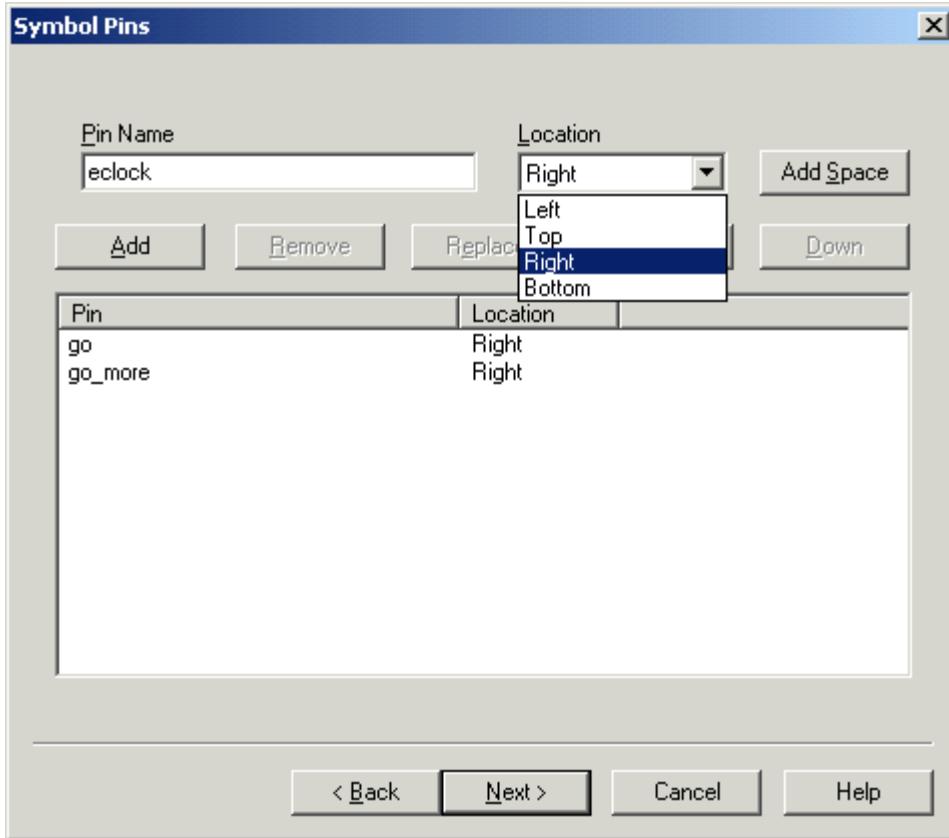 Symbol Pins
Pin Name
Location
eclock
Right
Add Space
Left
Top
Right
Bottom
Add
Remove
Down
Pin
Location
go
Right
go_more
Right
< Back
Next >
Cancel
Help